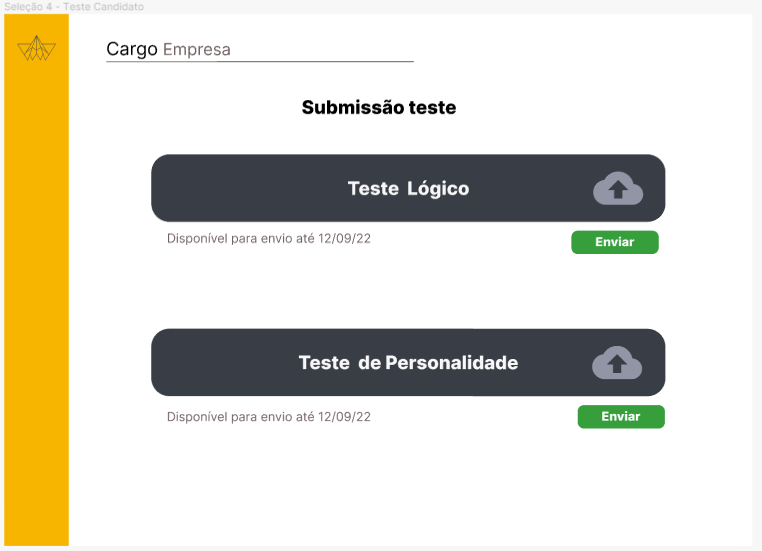 Seleção 4 - Teste Candidato
Cargo Empresa
Submissão teste
Teste Lógico
Disponível para envio até 12/09/22
Enviar
Teste de Personalidade
Disponível para envio até 12/09/22
Enviar